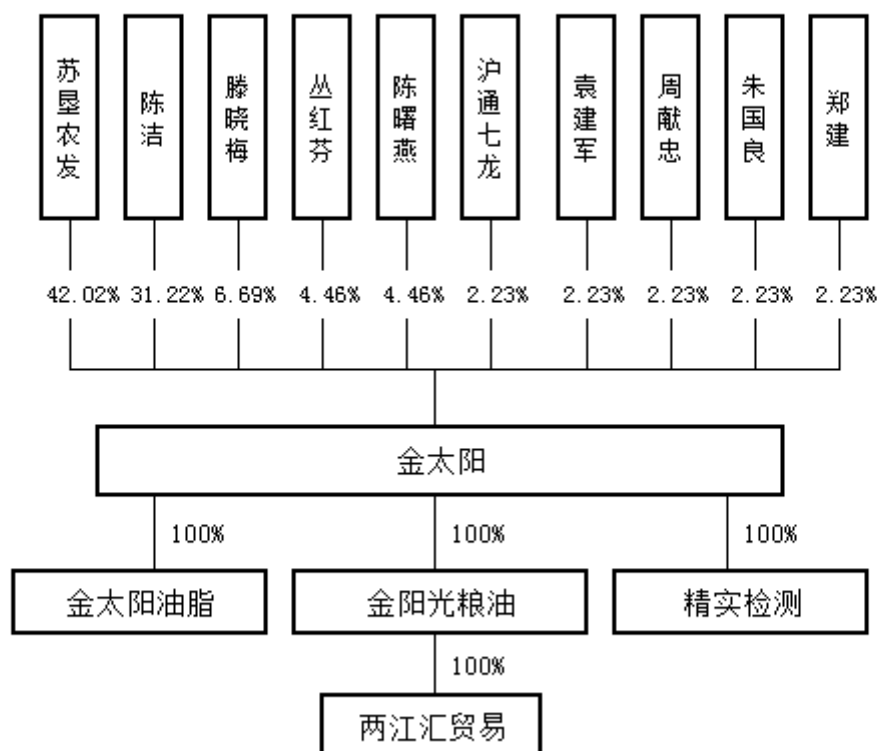 苏垦农发
陈洁
滕晓梅
丛红芬
陈曙燕
沪通七龙
袁建军
周献忠
朱国良
郑建
42.02% 31.22% 6.69% 4.46% 4.46% 2.23% 2.23% 2.23% 2.23% 2.23%
金太阳
100% 100% 100%
金太阳油脂 金阳光粮油 精实检测
100%
两江汇贸易